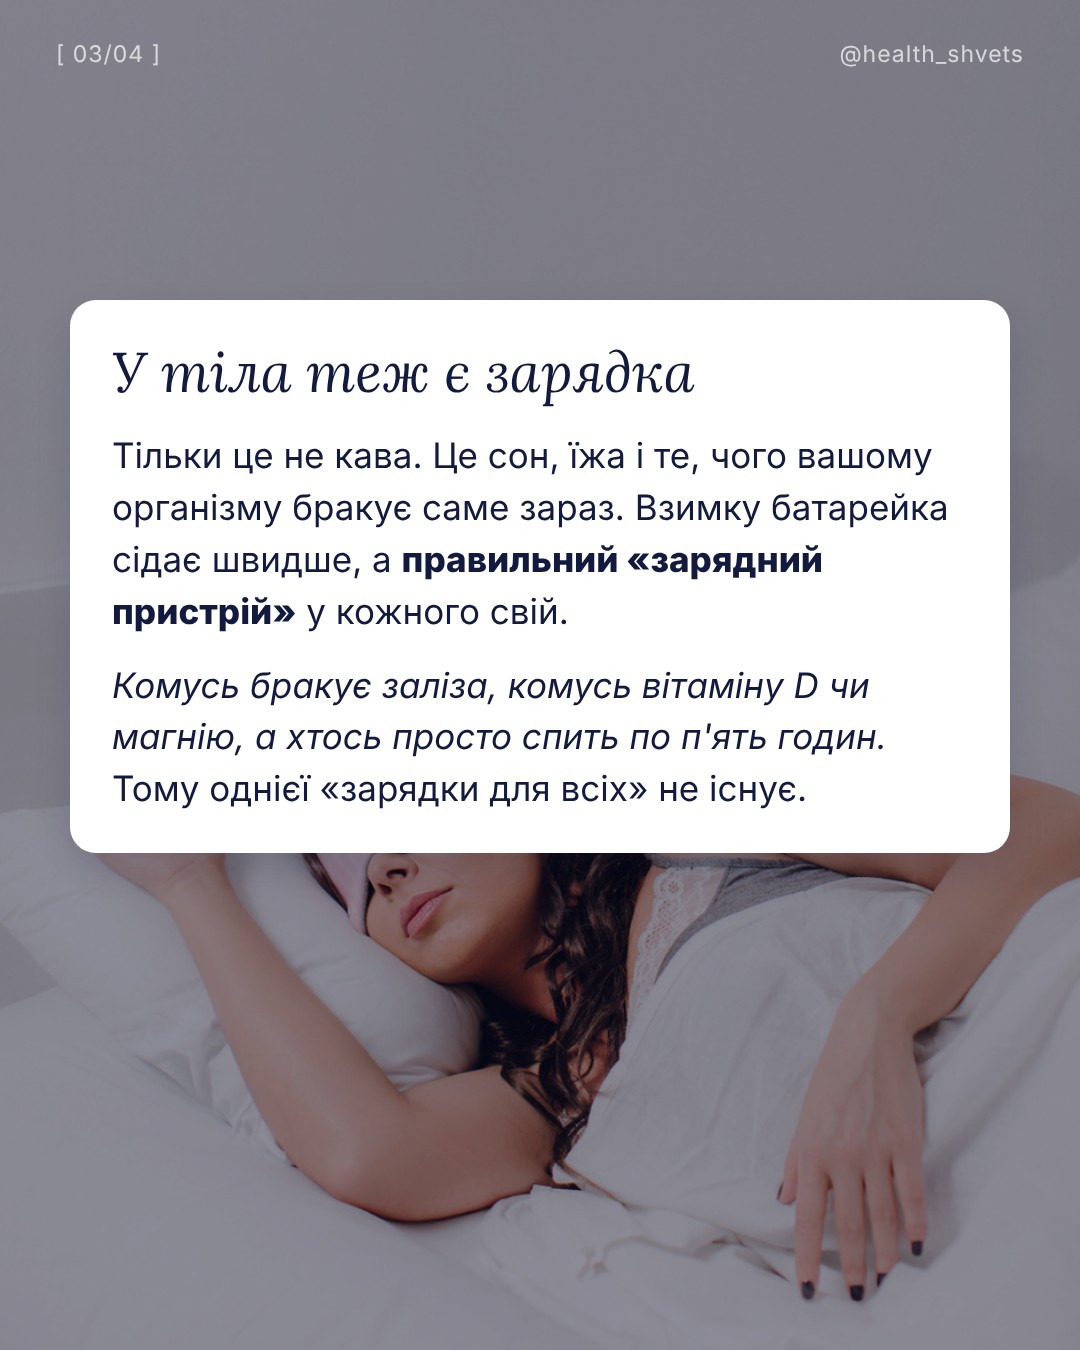 [ 03/04 ]
@health_shvets
У тіла теж є зарядка
Тільки це не кава. Це сон, їжа і те, чого вашому
організму бракує саме зараз. Взимку батарейка
сідає швидше, а правильний «зарядний
пристрій» у кожного свій.
Комусь бракує заліза, комусь вітаміну D чи
магнію, а хтось просто спить по п'ять годин.
Тому однієї «зарядки для всіх» не існує.